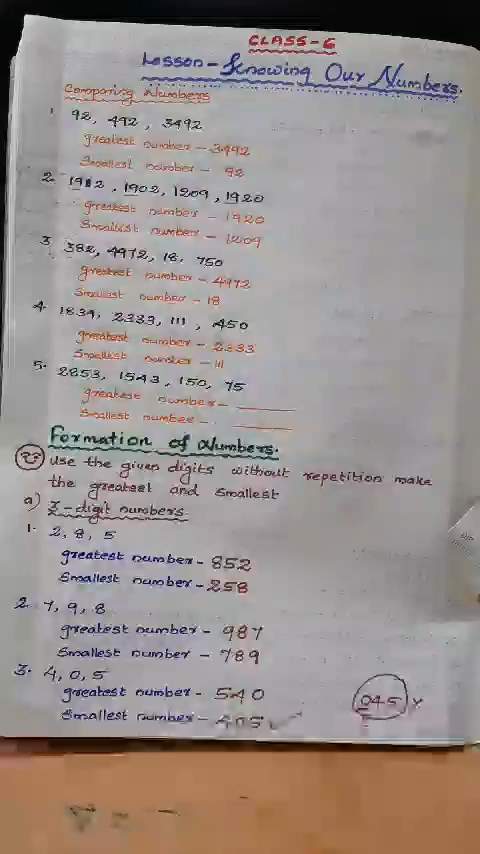 CLASS-6
Lesson - Knowing Our Numbers.
Comparing Numbers
1. 92, 492, 3492
greatest number - 3492
Smallest number - 92
2. 1982, 1902, 1209, 1920
greatest number - 1920
Smallest number - 1209
3. 382, 4972, 18, 750
greatest number - 4972
Smallest number - 18
4. 1834, 2333, 111, 450
greatest number - 2333
Smallest number - 111
5. 2853, 1543, 150, 75
greatest number - ______
Smallest number - ______
Formation of Numbers.
Use the given digits without repetition make
the greatest and smallest
a) 3-digit numbers
1. 2, 8, 5
greatest number - 852
Smallest number - 258
2. 7, 9, 8
greatest number - 987
Smallest number - 789
3. 4, 0, 5
greatest number - 540
Smallest number - 405 ✓
045 x